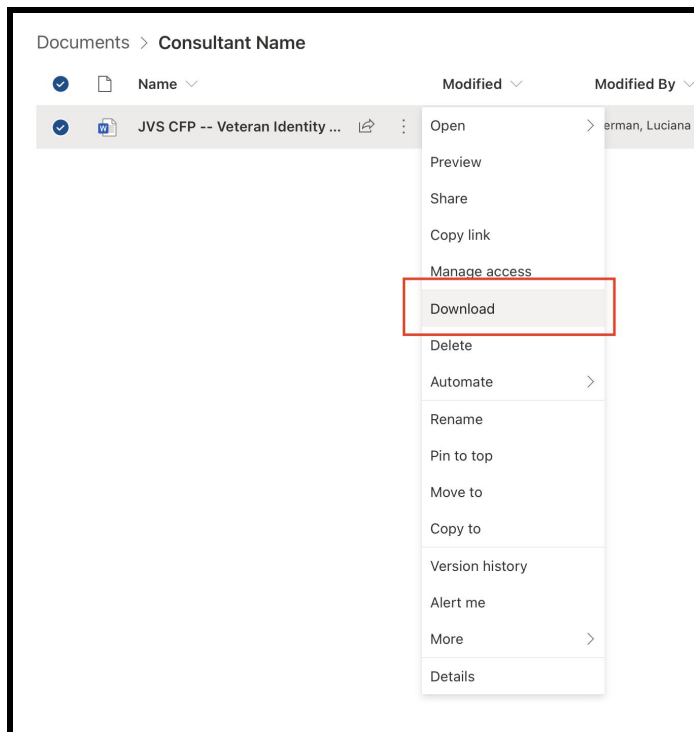 Documents > Consultant Name
Name Modified Modified By
JVS CFP -- Veteran Identity ... erman, Luciana
Open
Preview
Share
Copy link
Manage access
Download
Delete
Automate
Rename
Pin to top
Move to
Copy to
Version history
Alert me
More
Details